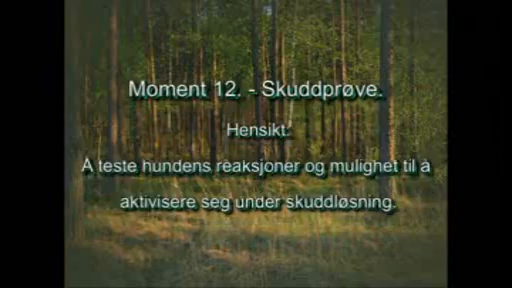 Moment 12. - Skuddprøve.
Hensikt:
Å teste hundens reaksjoner og mulighet til å
aktivisere seg under skuddløsning.